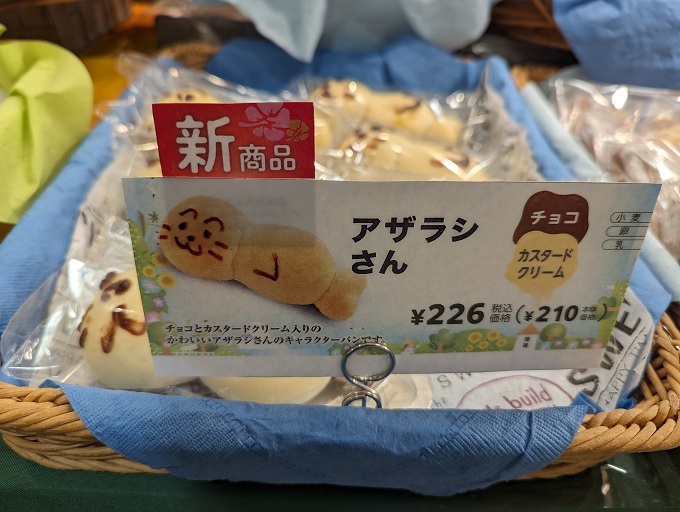 新商品
アザラシ
さん
チョコ
カスタード
クリーム
小麦
卵
乳
¥226 税込価格 (¥210 本体価格)
チョコとカスタードクリーム入りの
かわいいアザラシさんのキャラクターパンです。
build